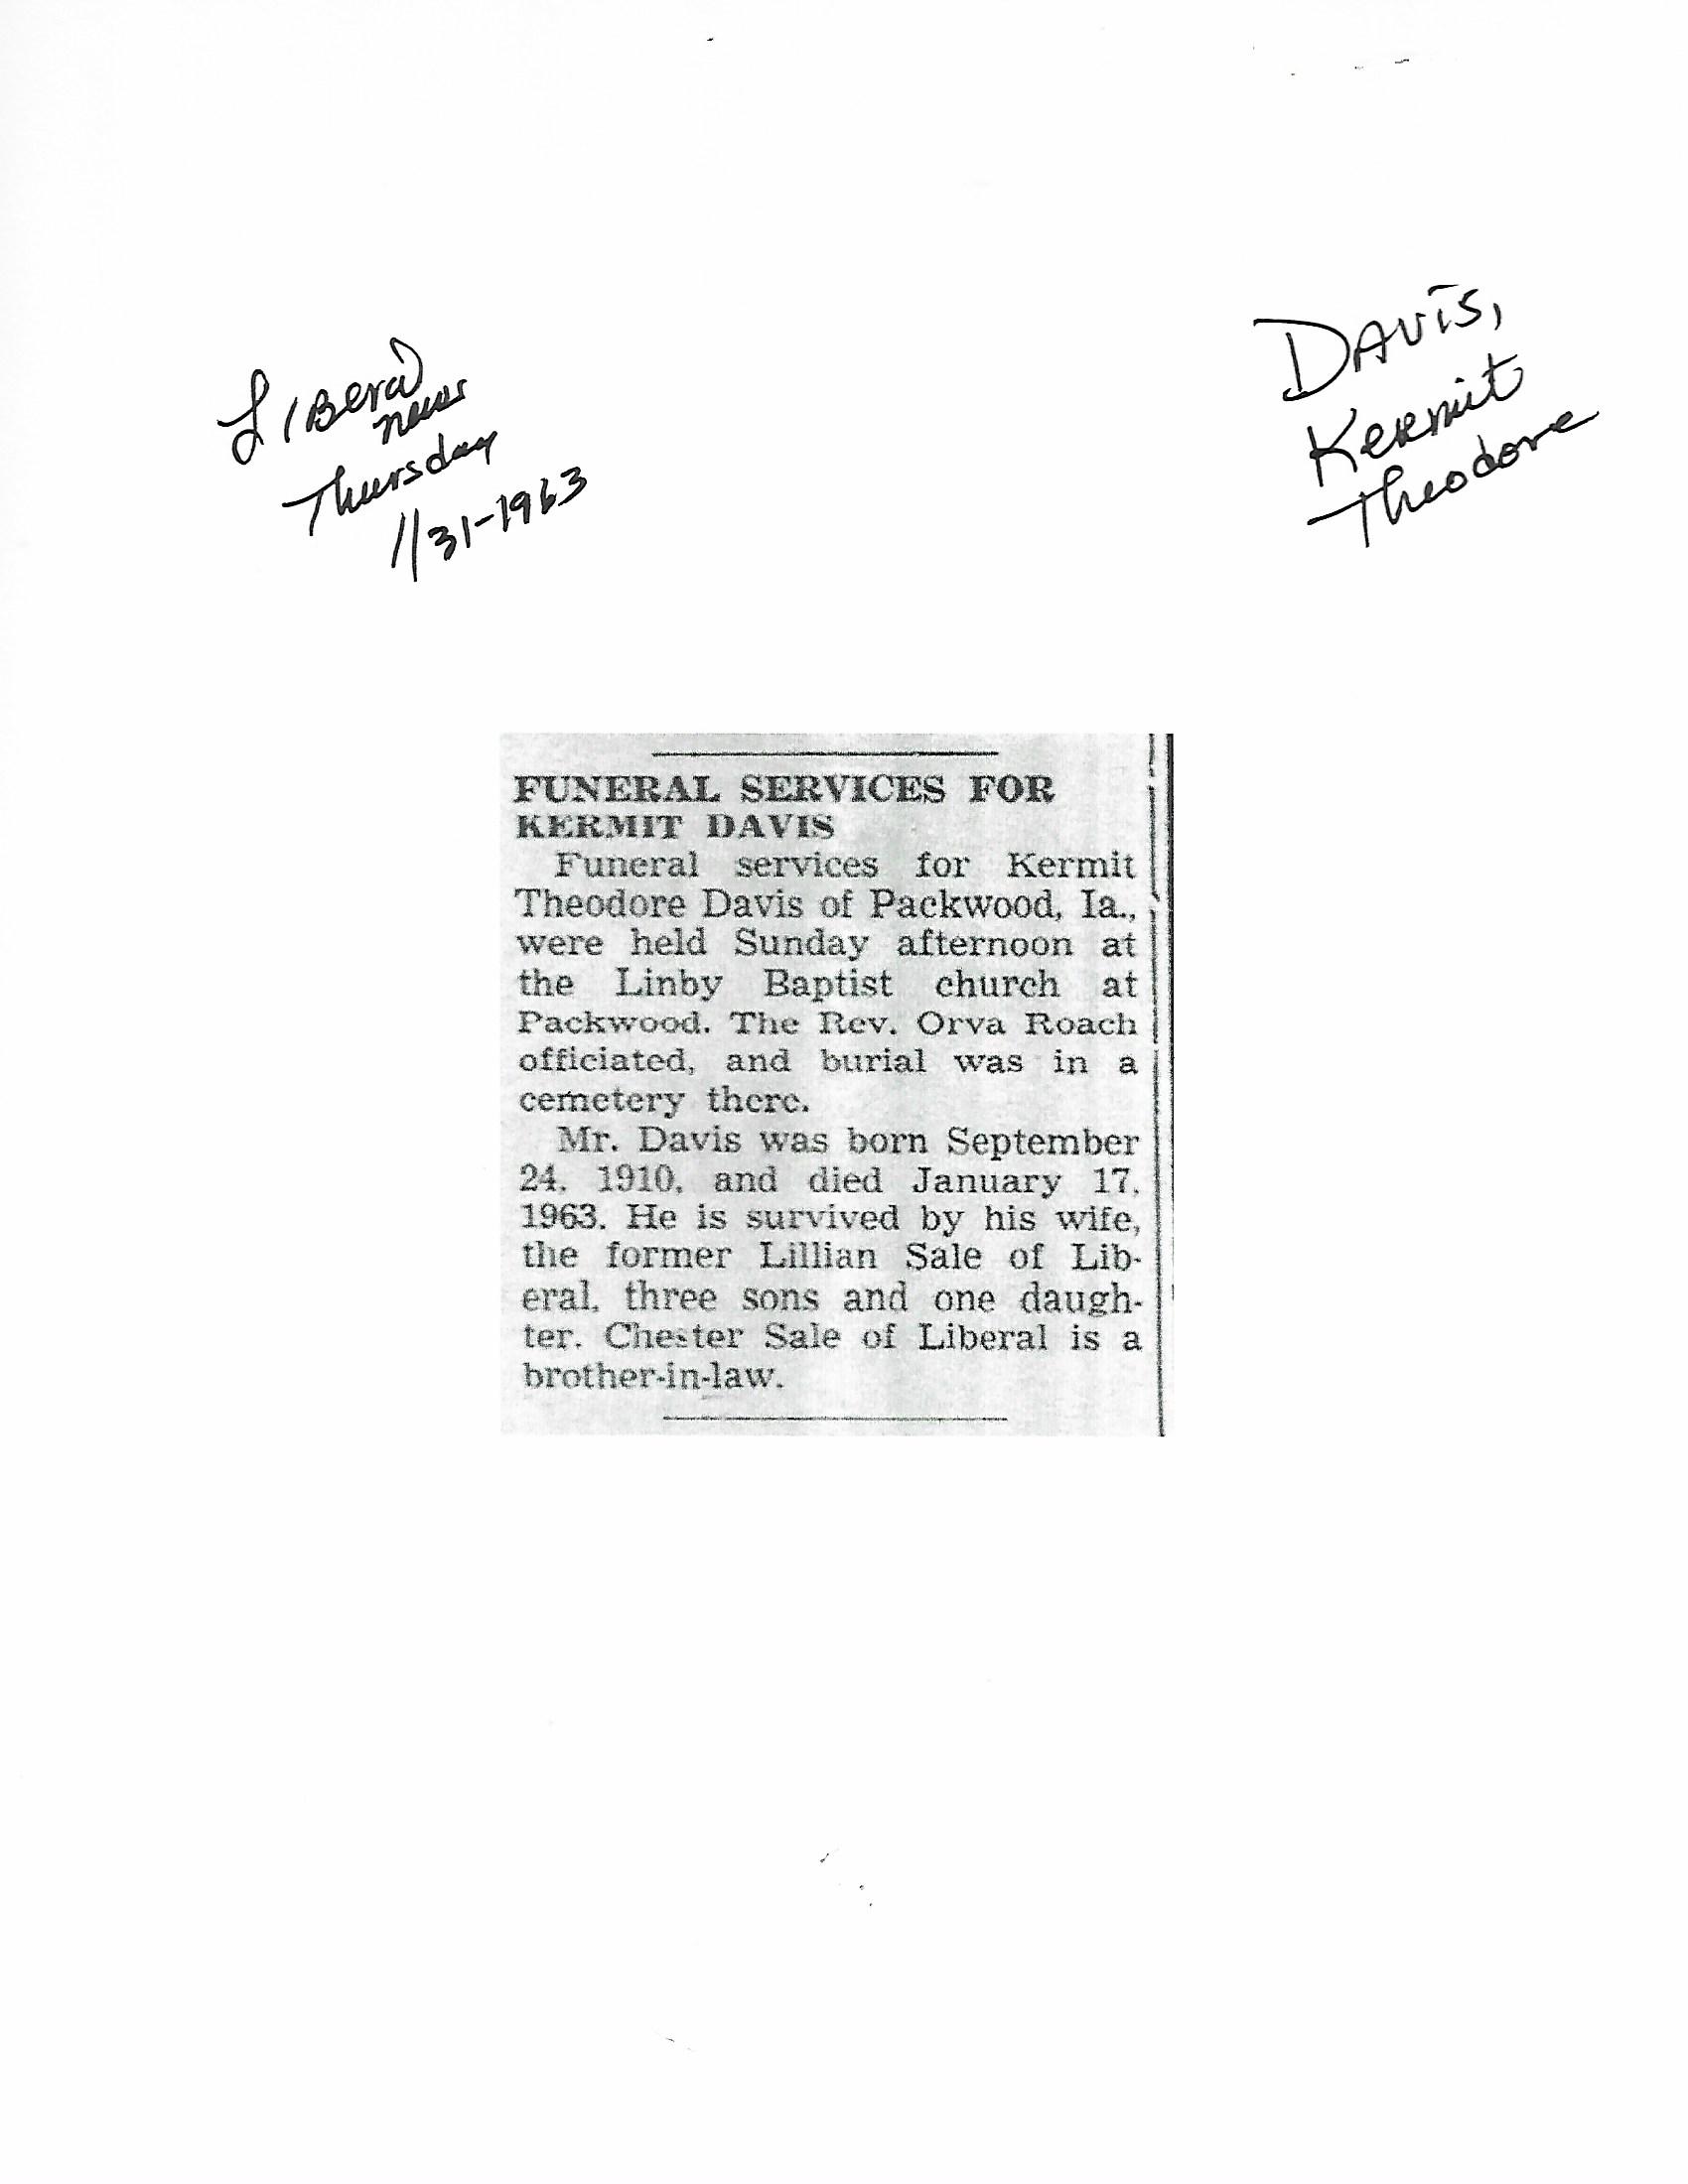 Liberal
news
Thursday
1/31-1963
Davis,
Kermit
Theodore
FUNERAL SERVICES FOR
KERMIT DAVIS
Funeral services for Kermit
Theodore Davis of Packwood, Ia.,
were held Sunday afternoon at
the Linby Baptist church at
Packwood. The Rev. Orva Roach
officiated, and burial was in a
cemetery there.
Mr. Davis was born September
24, 1910, and died January 17,
1963. He is survived by his wife,
the former Lillian Sale of Lib-
eral, three sons and one daugh-
ter. Chester Sale of Liberal is a
brother-in-law.